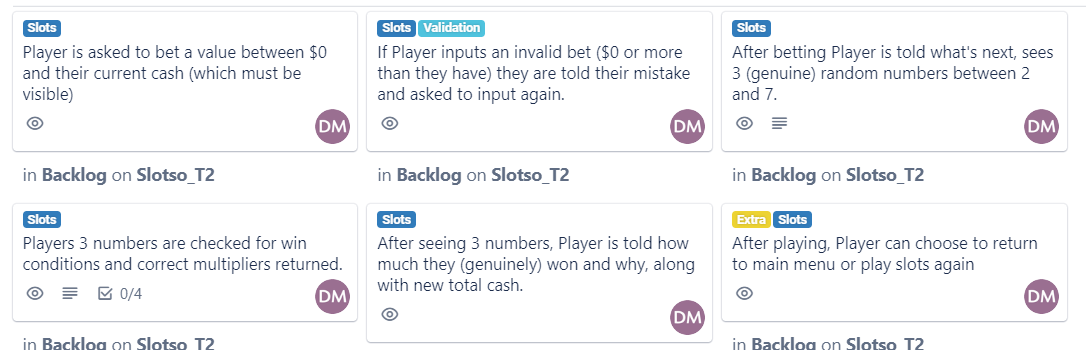 Slots
Player is asked to bet a value between $0
and their current cash (which must be
visible)
DM
in Backlog on Slotso_T2
Slots Validation
If Player inputs an invalid bet ($0 or more
than they have) they are told their mistake
and asked to input again.
DM
in Backlog on Slotso_T2
Slots
After betting Player is told what's next, sees
3 (genuine) random numbers between 2
and 7.
DM
in Backlog on Slotso_T2
Slots
Players 3 numbers are checked for win
conditions and correct multipliers returned.
0/4
DM
in Backlog on Slotso_T2
Slots
After seeing 3 numbers, Player is told how
much they (genuinely) won and why, along
with new total cash.
DM
Extra Slots
After playing, Player can choose to return
to main menu or play slots again
DM
in Backlog on Slotso_T2